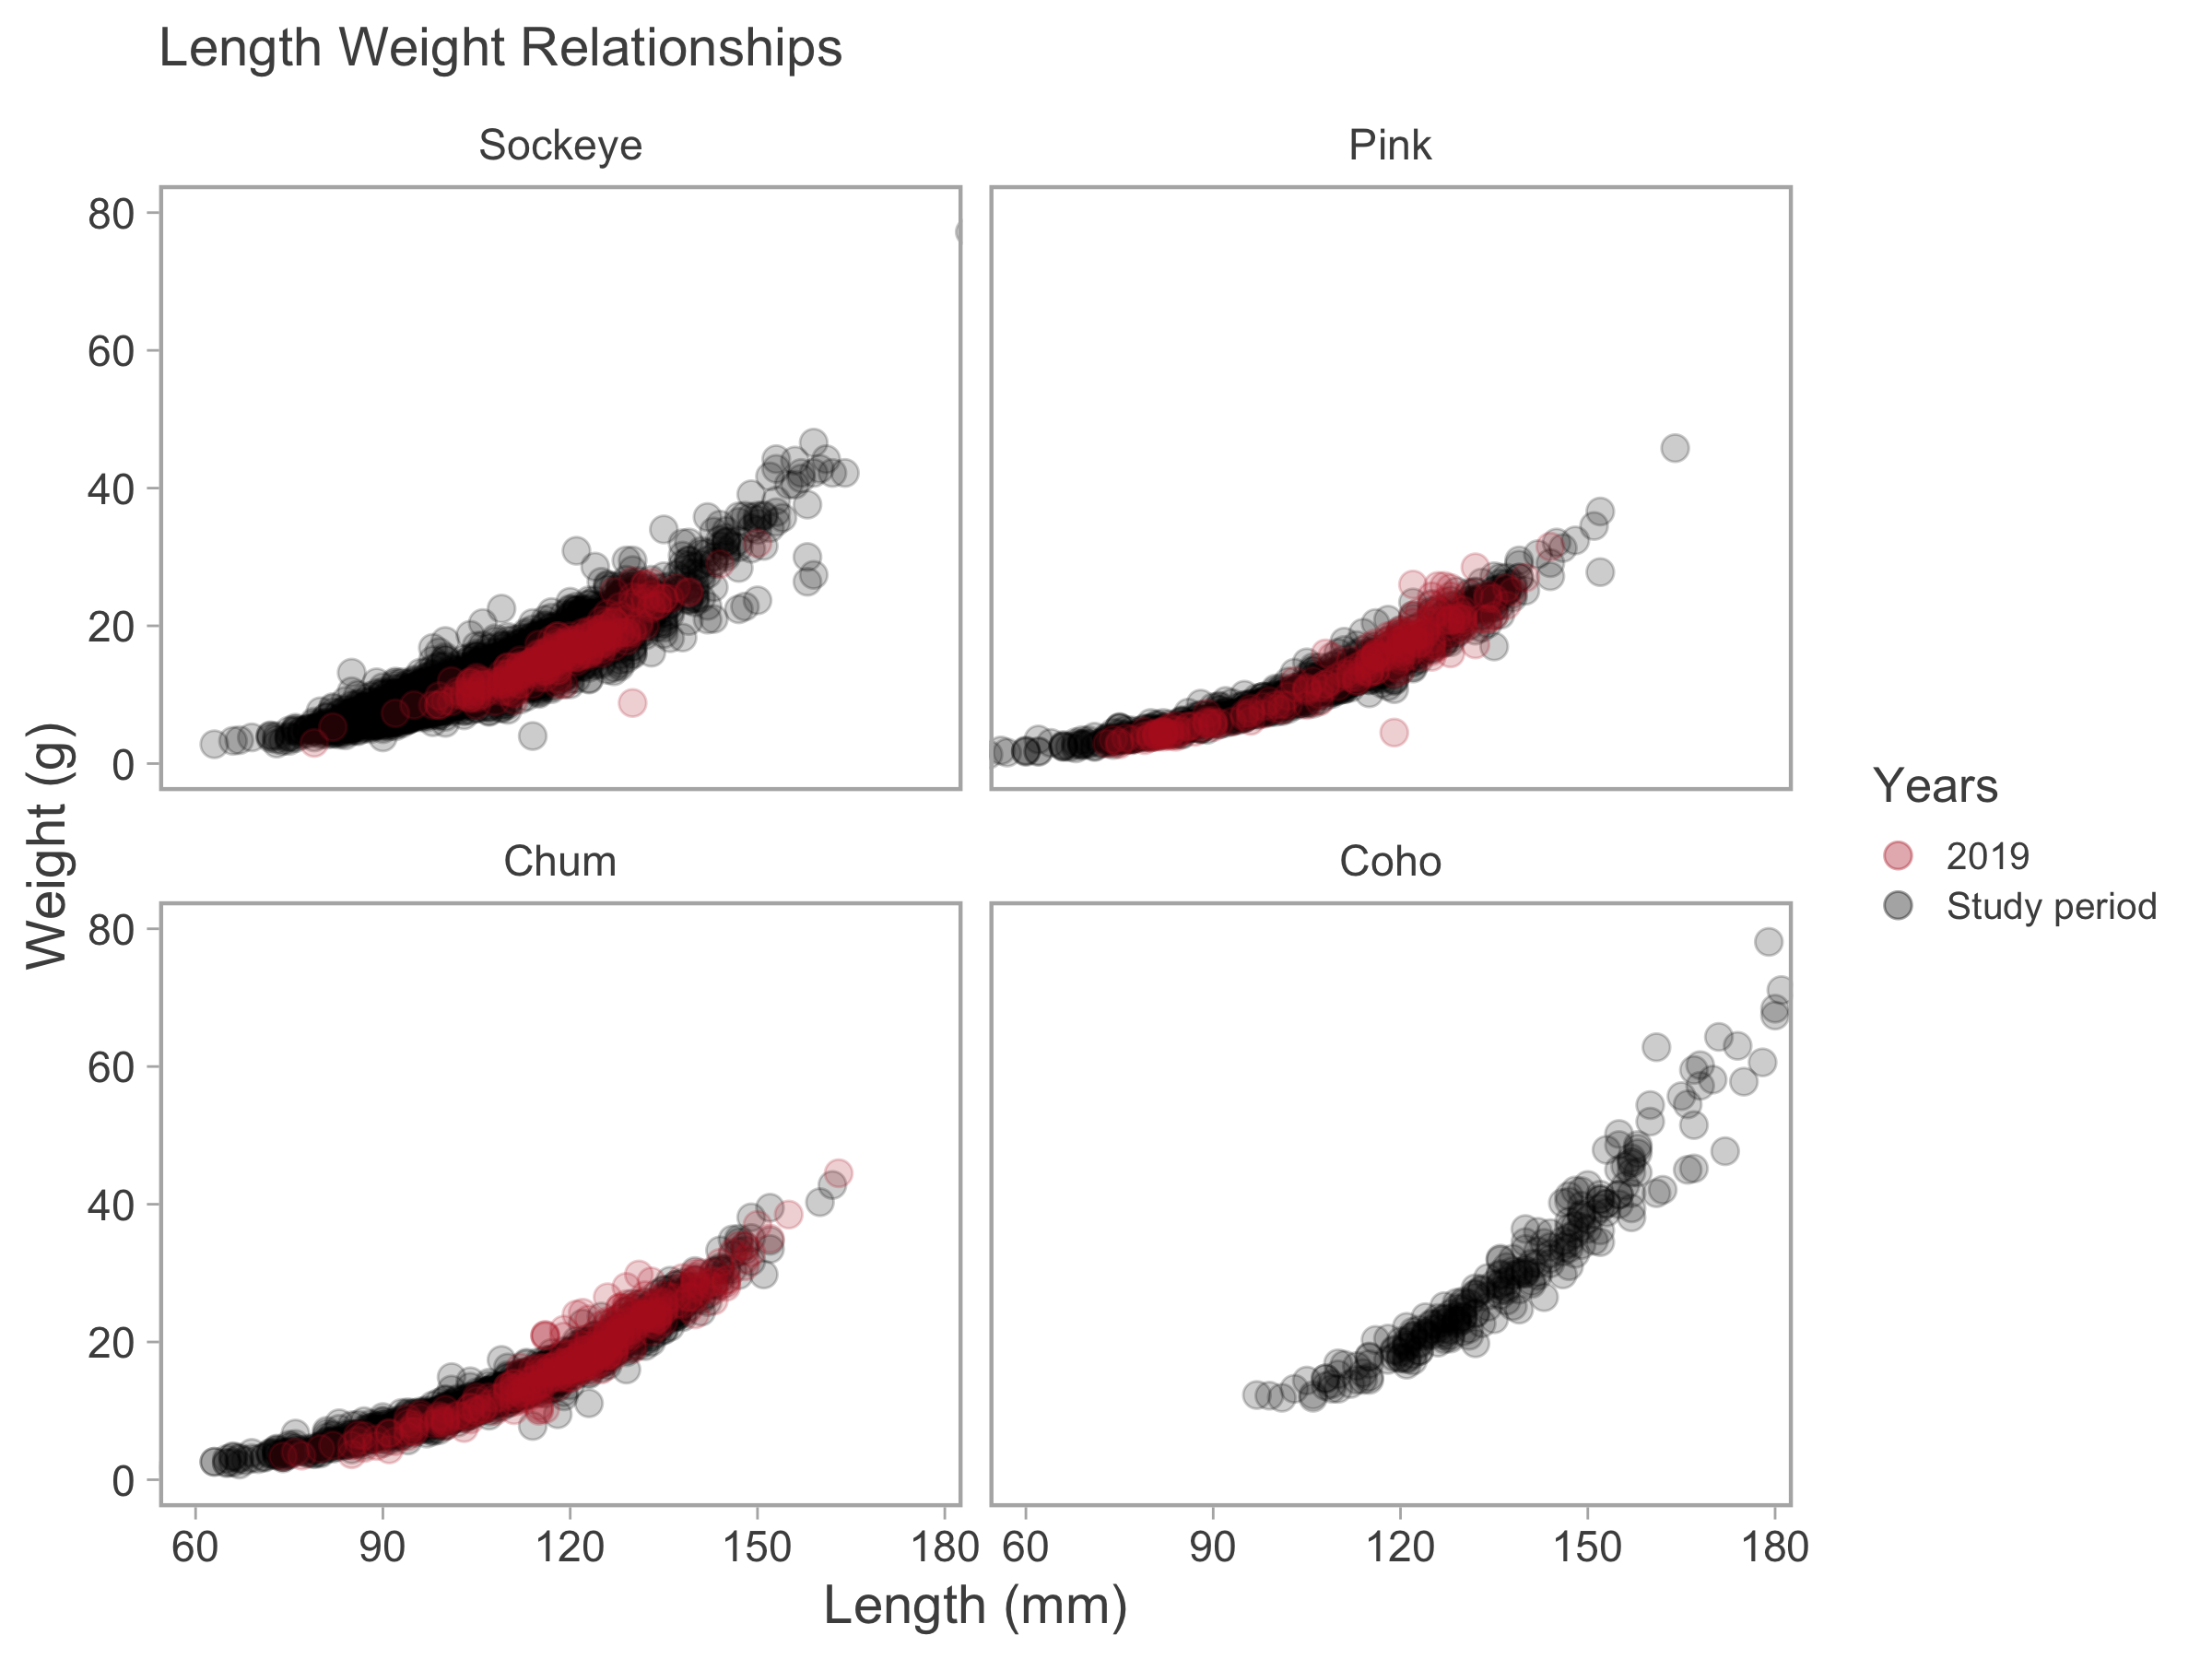 Length Weight Relationships
Sockeye
Pink
80
60
40
20
0
Chum
Coho
80
60
40
20
0
60 90 120 150 180 60 90 120 150 180
Length (mm)
Weight (g)
Years
2019
Study period